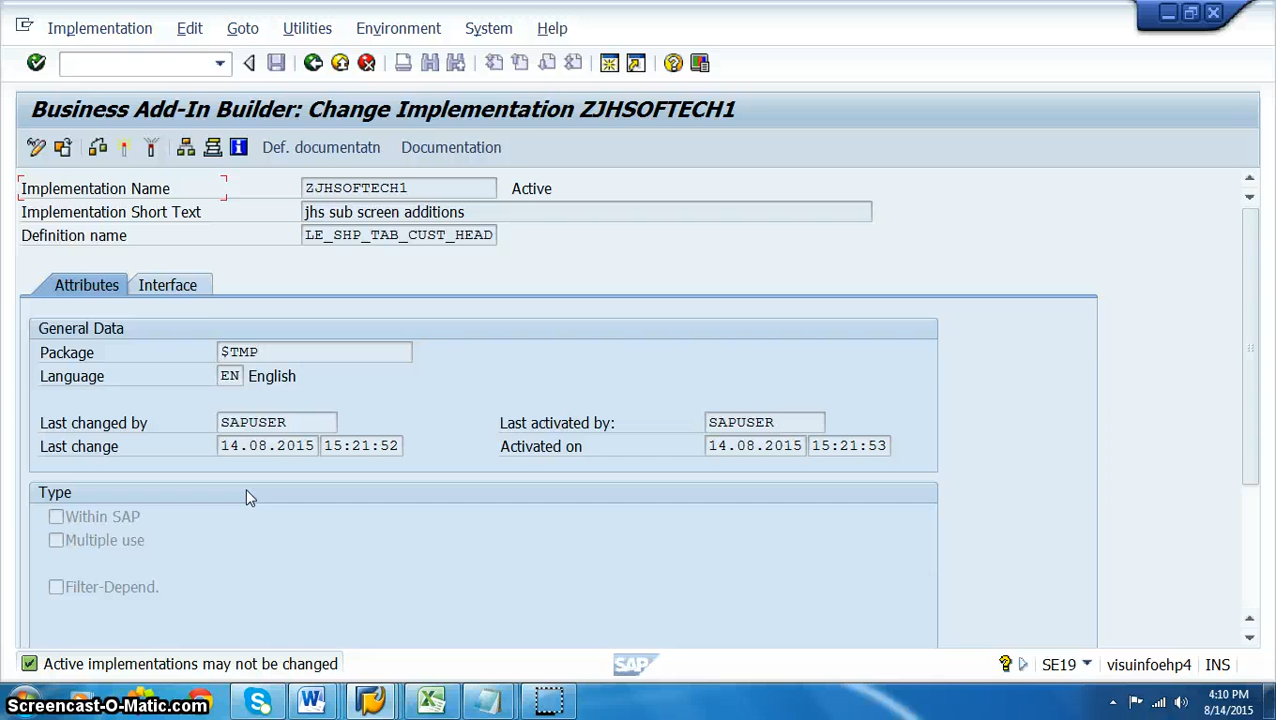 Implementation Edit Goto Utilities Environment System Help
Business Add-In Builder: Change Implementation ZJHSOFTECH1
Def. documentatn Documentation
Implementation Name ZJHSOFTECH1 Active
Implementation Short Text jhs sub screen additions
Definition name LE_SHP_TAB_CUST_HEAD
Attributes Interface
General Data
Package $TMP
Language EN English
Last changed by SAPUSER Last activated by: SAPUSER
Last change 14.08.2015 15:21:52 Activated on 14.08.2015 15:21:53
Type
Within SAP
Multiple use
Filter-Depend.
Active implementations may not be changed SAP SE19 visuinfoehp4 INS
Screencast-O-Matic.com 4:10 PM
8/14/2015